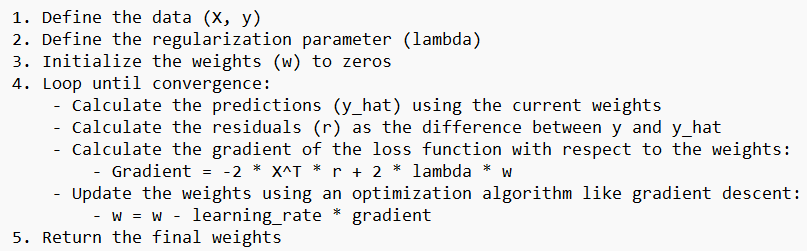 1. Define the data (X, y)
2. Define the regularization parameter (lambda)
3. Initialize the weights (w) to zeros
4. Loop until convergence:
- Calculate the predictions (y_hat) using the current weights
- Calculate the residuals (r) as the difference between y and y_hat
- Calculate the gradient of the loss function with respect to the weights:
- Gradient = -2 * X^T * r + 2 * lambda * w
- Update the weights using an optimization algorithm like gradient descent:
- w = w - learning_rate * gradient
5. Return the final weights